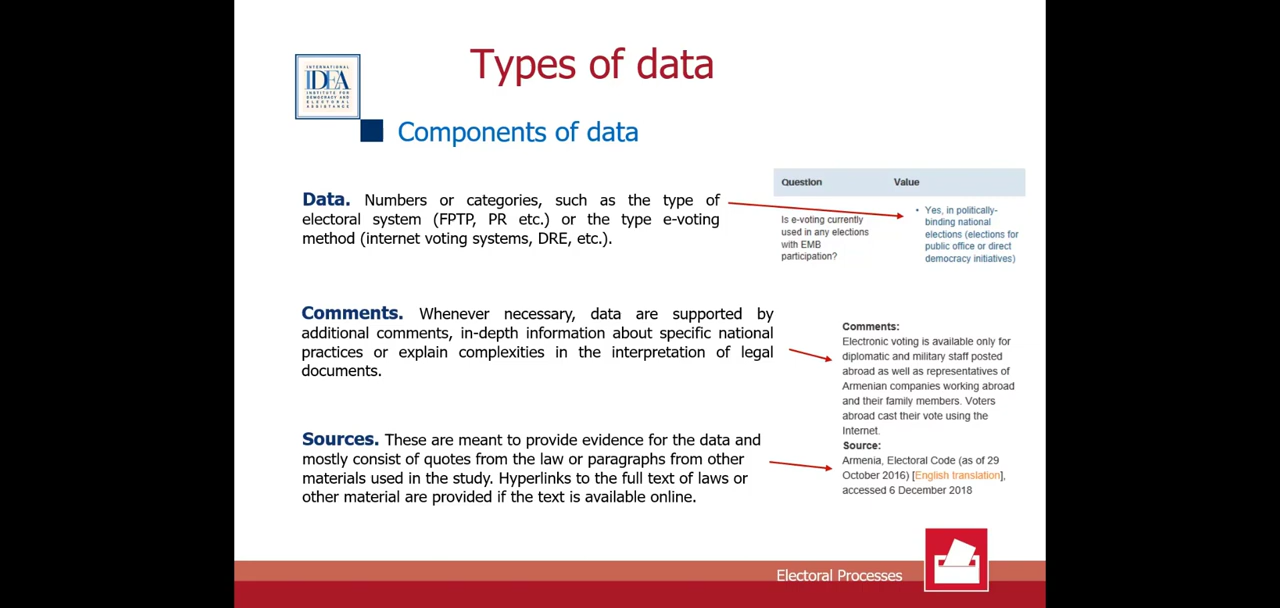 Types of data
INTERNATIONAL
IDEA
INSTITUTE FOR
DEMOCRACY AND
ELECTORAL
ASSISTANCE
Components of data
Data. Numbers or categories, such as the type of
electoral system (FPTP, PR etc.) or the type e-voting
method (internet voting systems, DRE, etc.).
Question Value
Is e-voting currently
used in any elections
with EMB
participation?
• Yes, in politically-
binding national
elections (elections for
public office or direct
democracy initiatives)
Comments. Whenever necessary, data are supported by
additional comments, in-depth information about specific national
practices or explain complexities in the interpretation of legal
documents.
Comments:
Electronic voting is available only for
diplomatic and military staff posted
abroad as well as representatives of
Armenian companies working abroad
and their family members. Voters
abroad cast their vote using the
Internet.
Sources. These are meant to provide evidence for the data and
mostly consist of quotes from the law or paragraphs from other
materials used in the study. Hyperlinks to the full text of laws or
other material are provided if the text is available online.
Source:
Armenia, Electoral Code (as of 29
October 2016) [English translation],
accessed 6 December 2018
Electoral Processes